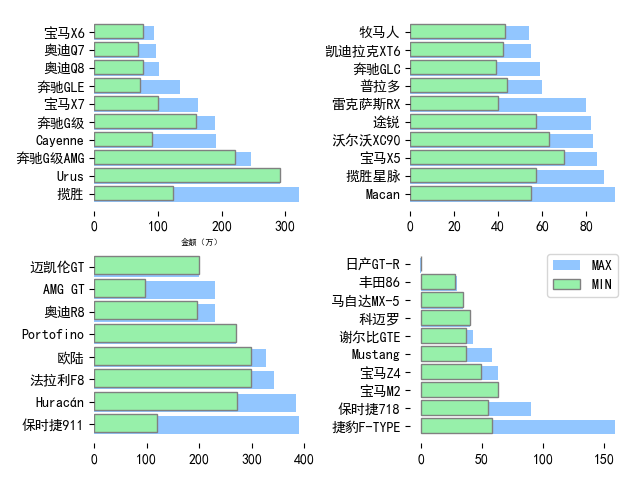 宝马X6
奥迪Q7
奥迪Q8
奔驰GLE
宝马X7
奔驰G级
Cayenne
奔驰G级AMG
Urus
揽胜
0 100 200 300
金额（万）
牧马人
凯迪拉克XT6
奔驰GLC
普拉多
雷克萨斯RX
途锐
沃尔沃XC90
宝马X5
揽胜星脉
Macan
0 20 40 60 80
迈凯伦GT
AMG GT
奥迪R8
Portofino
欧陆
法拉利F8
Huracán
保时捷911
0 100 200 300 400
日产GT-R
丰田86
马自达MX-5
科迈罗
谢尔比GTE
Mustang
宝马Z4
宝马M2
保时捷718
捷豹F-TYPE
0 50 100 150
MAX
MIN